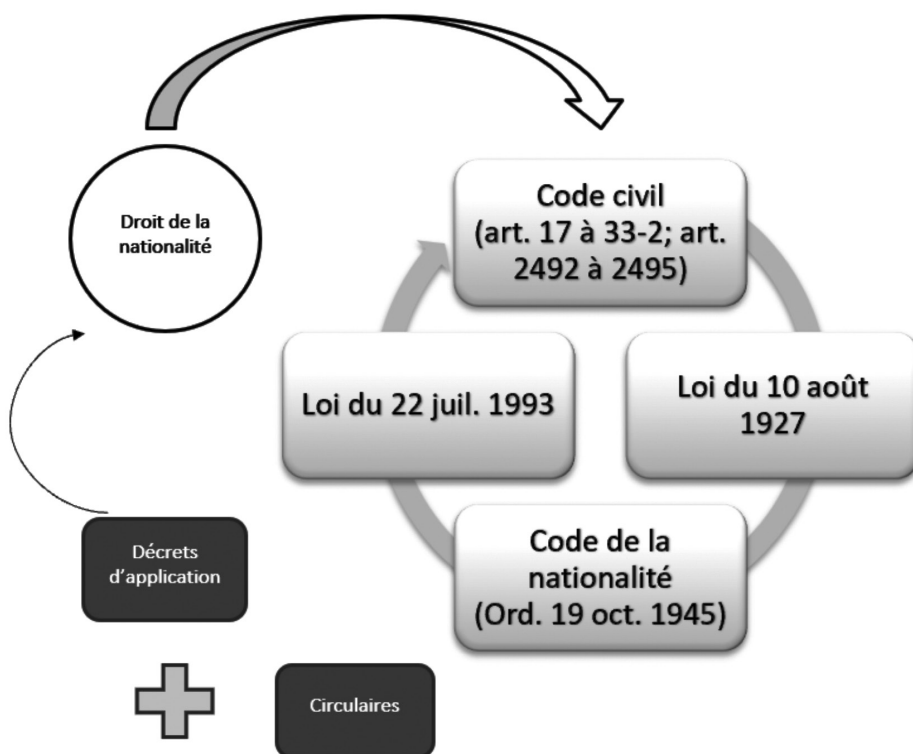 Droit de la
nationalité
Code civil
(art. 17 à 33-2; art.
2492 à 2495)
Loi du 22 juil. 1993
Loi du 10 août
1927
Code de la
nationalité
(Ord. 19 oct. 1945)
Décrets
d’application
Circulaires